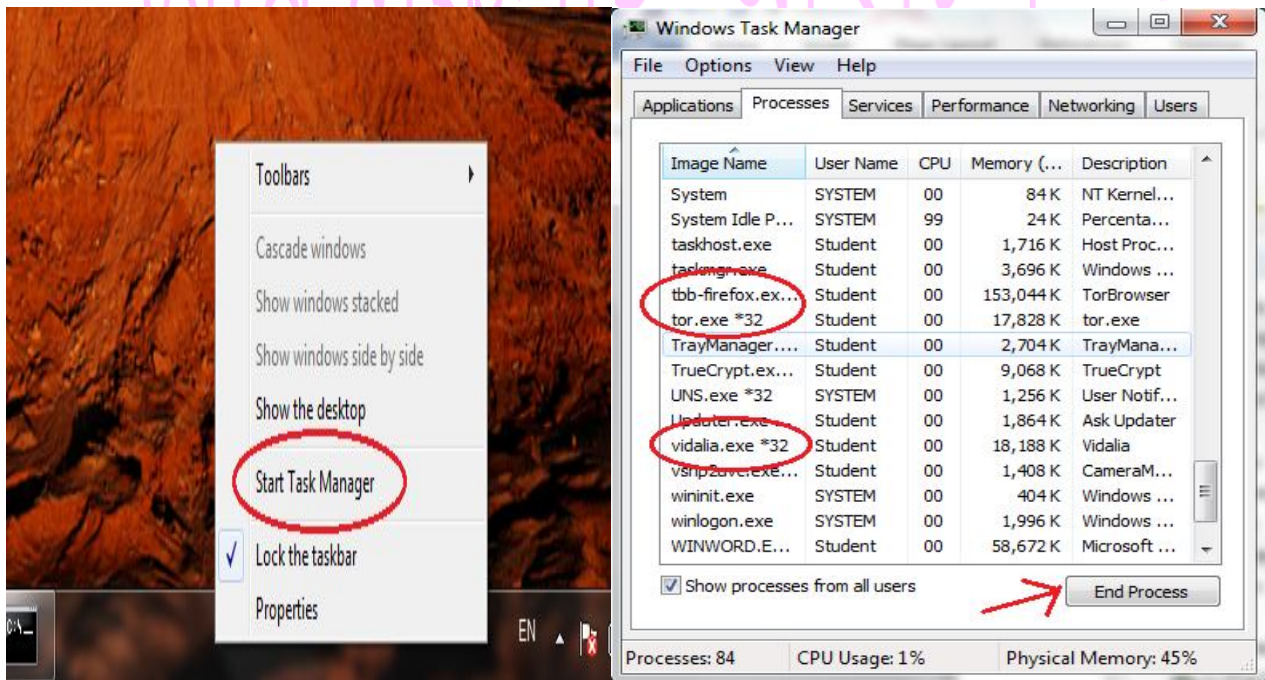 Toolbars
Cascade windows
Show windows stacked
Show windows side by side
Show the desktop
Start Task Manager
Lock the taskbar
Properties
C:\_
EN
Windows Task Manager
File Options View Help
Applications Processes Services Performance Networking Users
Image Name User Name CPU Memory (... Description
System SYSTEM 00 84 K NT Kernel...
System Idle P... SYSTEM 99 24 K Percenta...
taskhost.exe Student 00 1,716 K Host Proc...
taskmgr.exe Student 00 3,696 K Windows ...
tbb-firefox.ex... Student 00 153,044 K TorBrowser
tor.exe *32 Student 00 17,828 K tor.exe
TrayManager.... Student 00 2,704 K TrayMana...
TrueCrypt.ex... Student 00 9,068 K TrueCrypt
UNS.exe *32 SYSTEM 00 1,256 K User Notif...
Updater.exe Student 00 1,864 K Ask Updater
vidalia.exe *32 Student 00 18,188 K Vidalia
Student 00 1,408 K CameraM...
wininit.exe SYSTEM 00 404 K Windows ...
winlogon.exe SYSTEM 00 1,996 K Windows ...
WINWORD.E... Student 00 58,672 K Microsoft ...
Show processes from all users
End Process
Processes: 84 CPU Usage: 1% Physical Memory: 45%